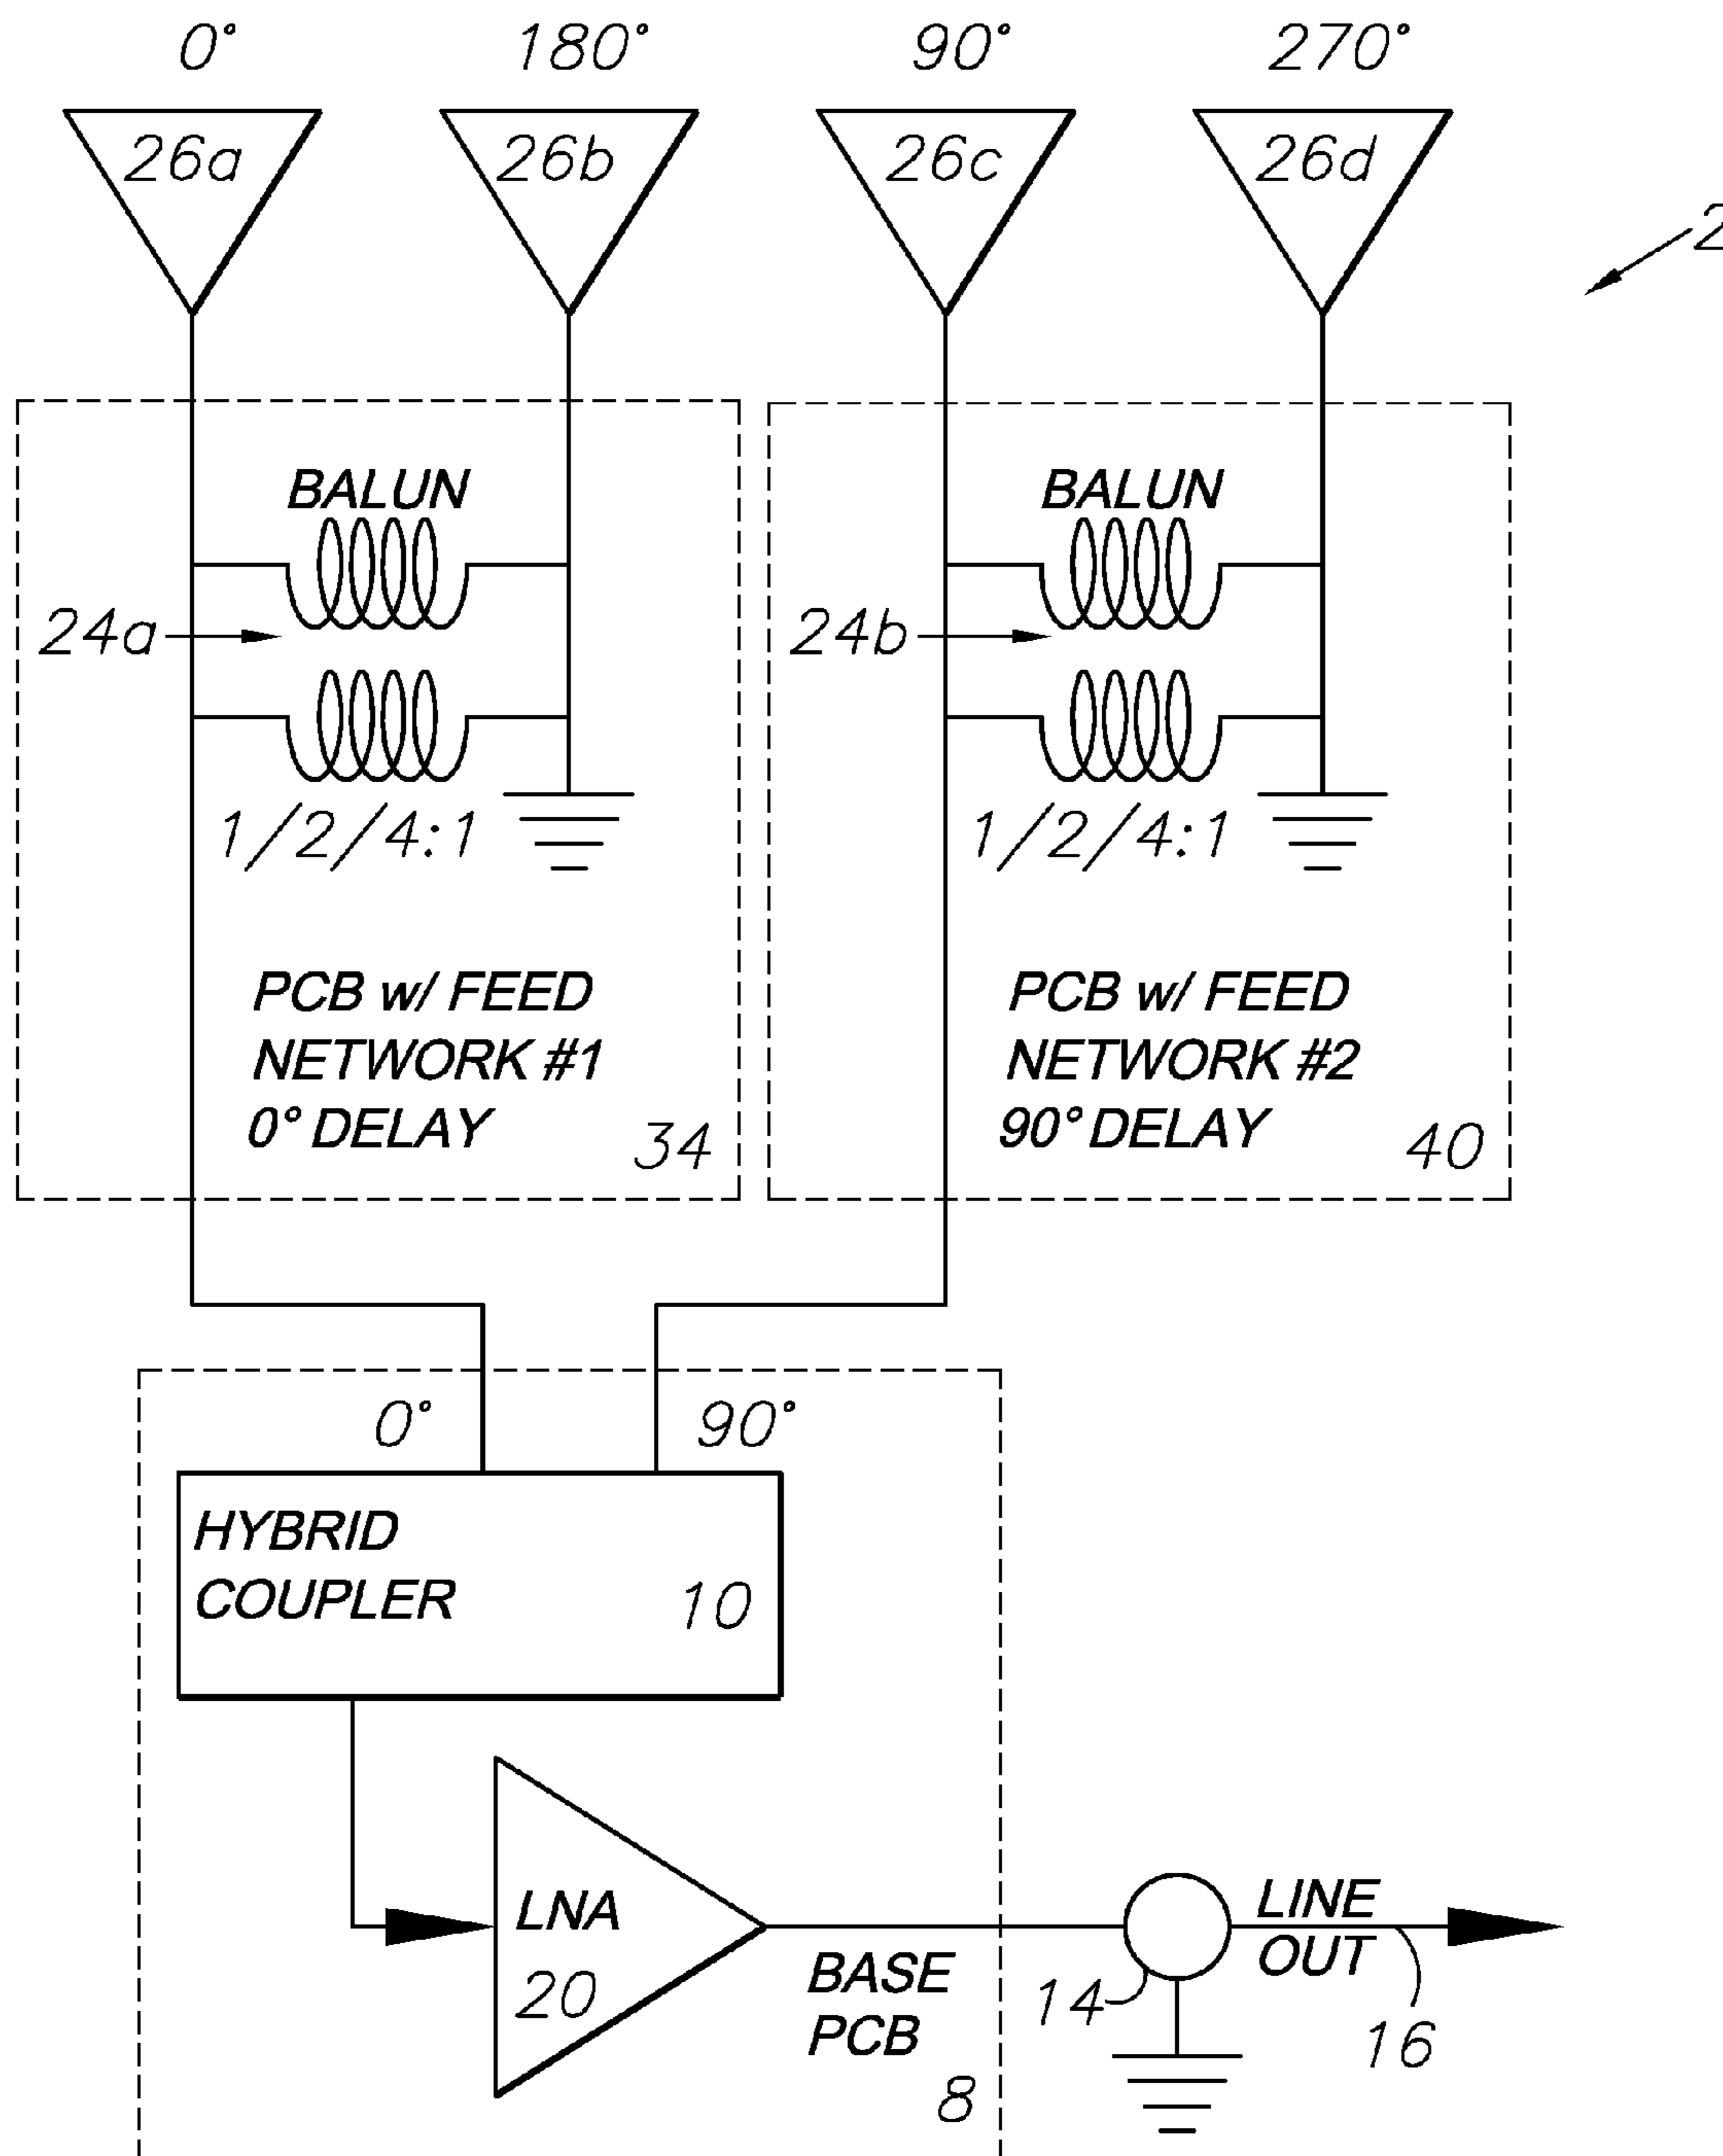 0° 180° 90° 270°
26a 26b 26c 26d
2
BALUN BALUN
24a 24b
1/2/4:1 1/2/4:1
PCB w/ FEED
NETWORK #1
0° DELAY
34
PCB w/ FEED
NETWORK #2
90° DELAY
40
0° 90°
HYBRID
COUPLER
10
LNA
20
BASE
PCB
8
14
LINE
OUT
16